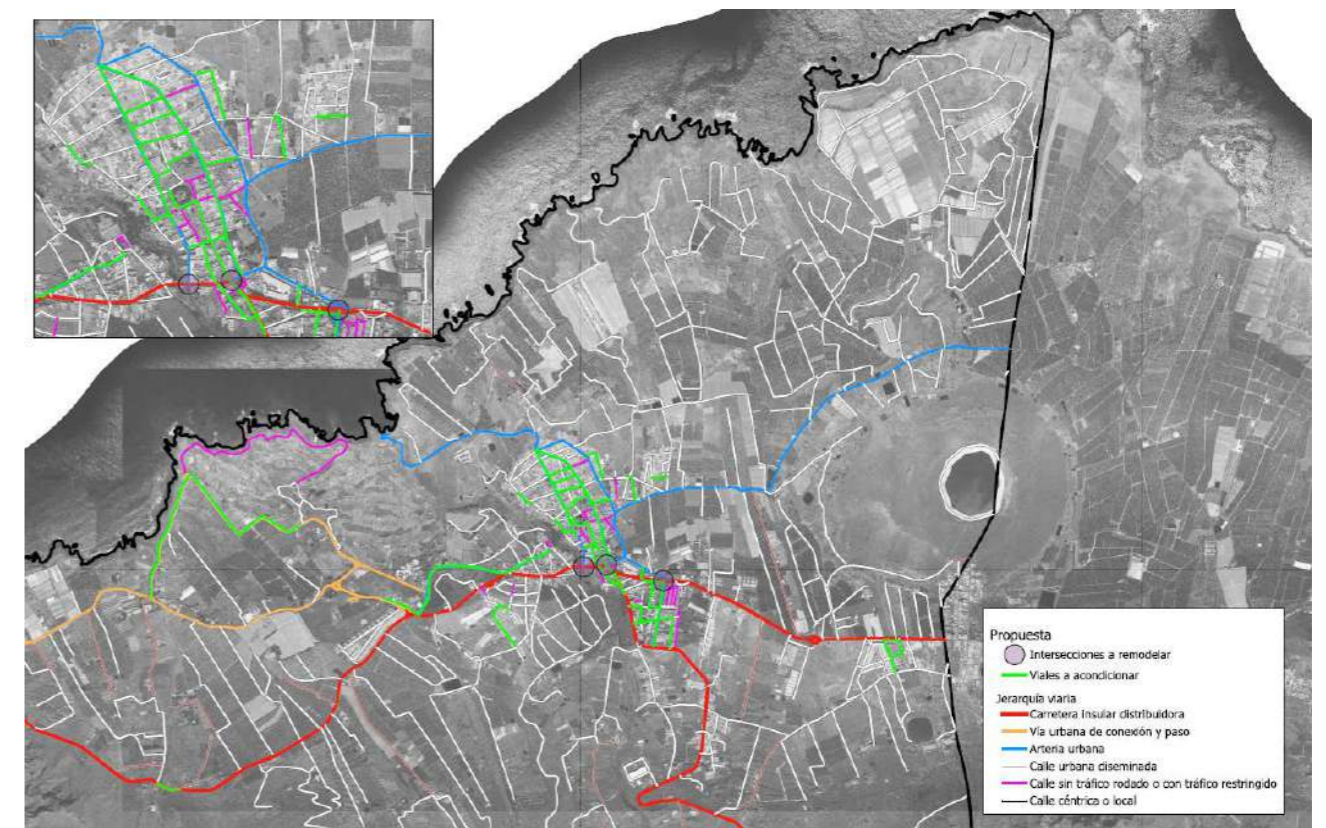 Propuesta
Intersecciones a remodelar
Viales a acondicionar
Jerarquía viaria
Carretera insular distribuidora
Vía urbana de conexión y paso
Arteria urbana
Calle urbana diseminada
Calle sin tráfico rodado o con tráfico restringido
Calle céntrica o local